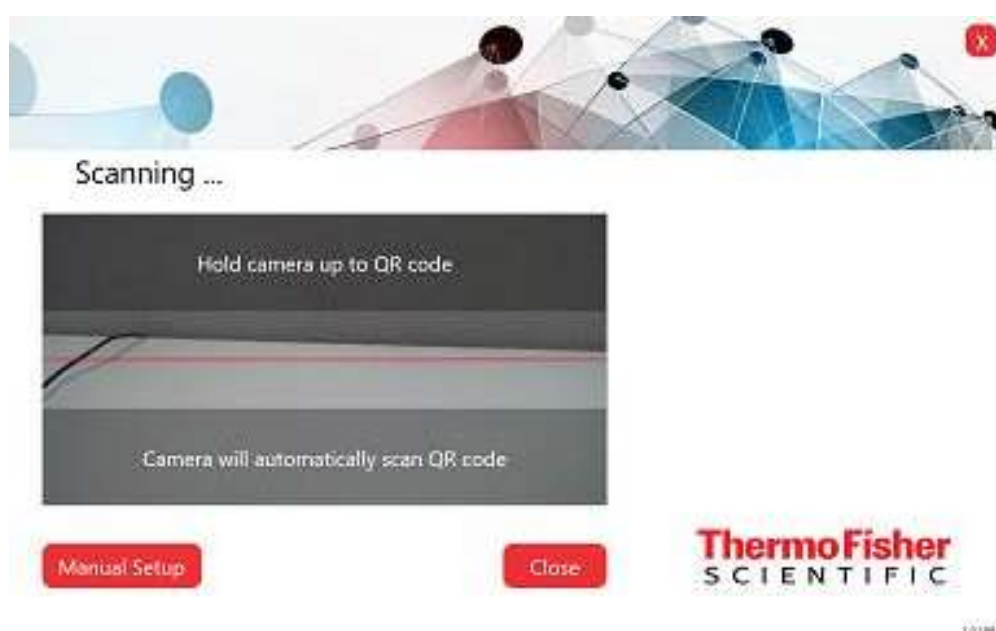 X
Scanning ...
Hold camera up to QR code
Camera will automatically scan QR code
Manual Setup
Close
ThermoFisher
SCIENTIFIC